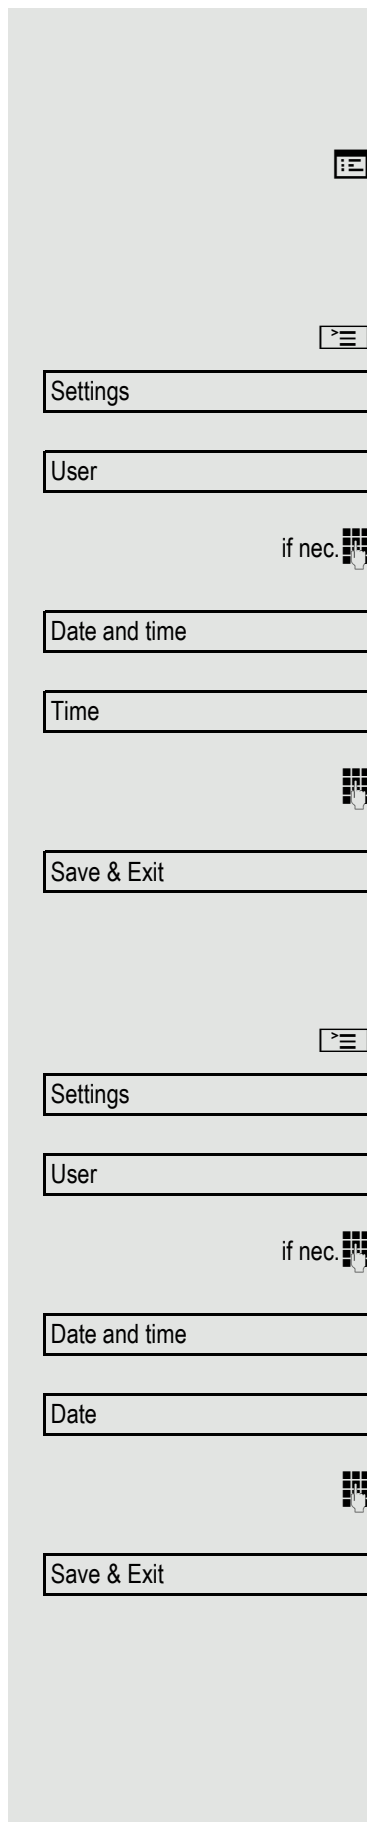 Settings
User
if nec.
Date and time
Time
Save & Exit
Settings
User
if nec.
Date and time
Date
Save & Exit